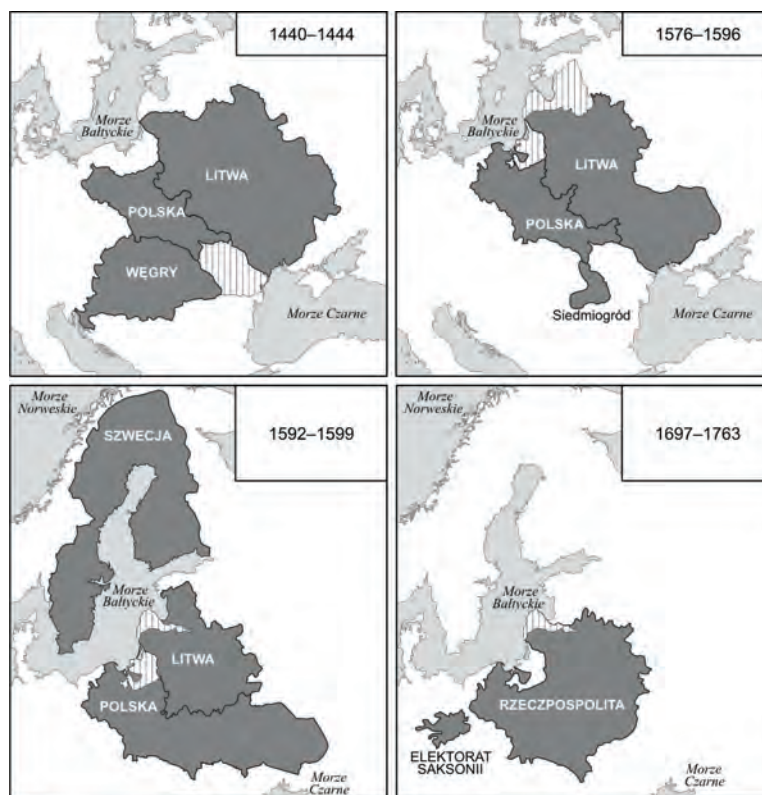 1440–1444
Morze
Bałtyckie
LITWA
POLSKA
WĘGRY
Morze Czarne
1576–1596
Morze
Bałtyckie
LITWA
POLSKA
Siedmiogród
Morze Czarne
Morze
Norweskie
SZWECJA
1592–1599
Morze
Bałtyckie
LITWA
POLSKA
Morze
Czarne
Morze
Norweskie
1697–1763
Morze
Bałtyckie
RZECZPOSPOLITA
ELEKTORAT
SAKSONII
Morze
Czarne